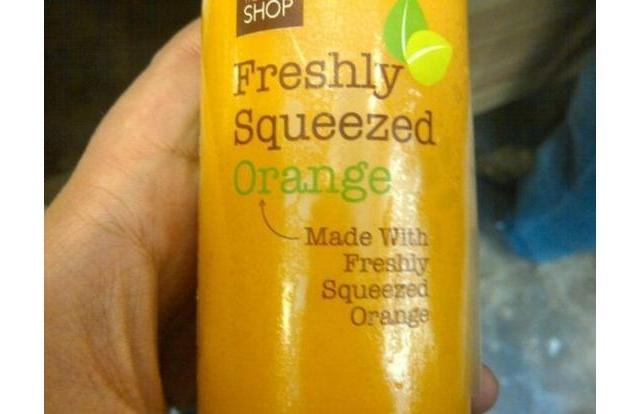 SHOP
Freshly
Squeezed
Orange
Made With
Freshly
Squeezed
Orange